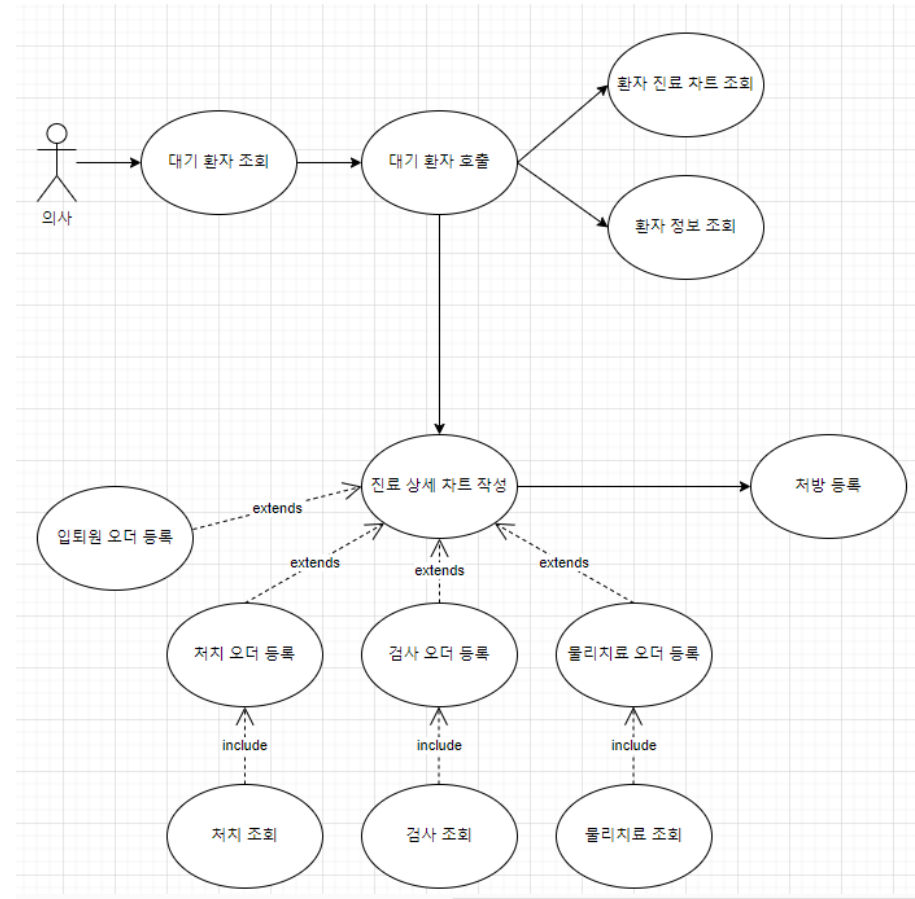 환자 진료 차트 조회
대기 환자 조회
대기 환자 호출
의사
환자 정보 조회
진료 상세 차트 작성
처방 등록
extends
입퇴원 오더 등록
extends
extends
extends
처치 오더 등록
검사 오더 등록
물리치료 오더 등록
include
include
include
처치 조회
검사 조회
물리치료 조회